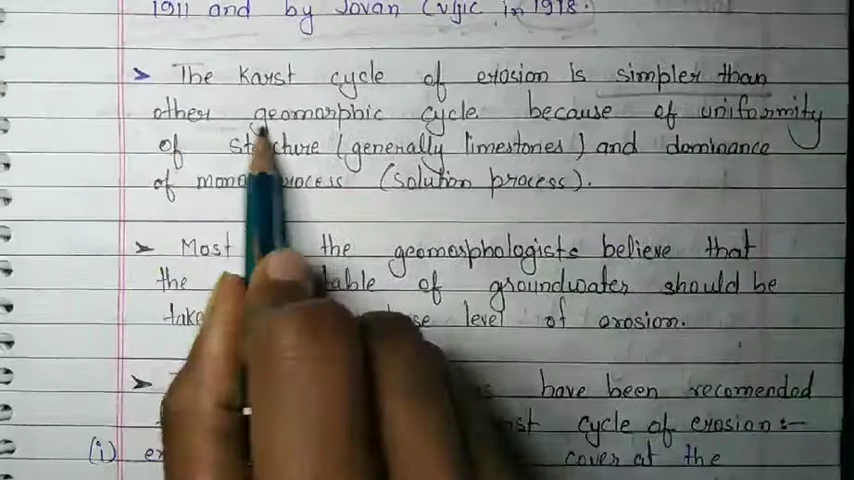 1911 and by Jovan Cvijic in 1918.
➤ The Karst cycle of erosion is simpler than
other geomorphic cycle because of uniformity
of structure (generally limestones) and dominance
of mono process (solution process).
➤ Most the geomorphologists believe that
the table of groundwater should be
level of erosion.
➤ have been recomended
cycle of erosion:-
(i) cover at the